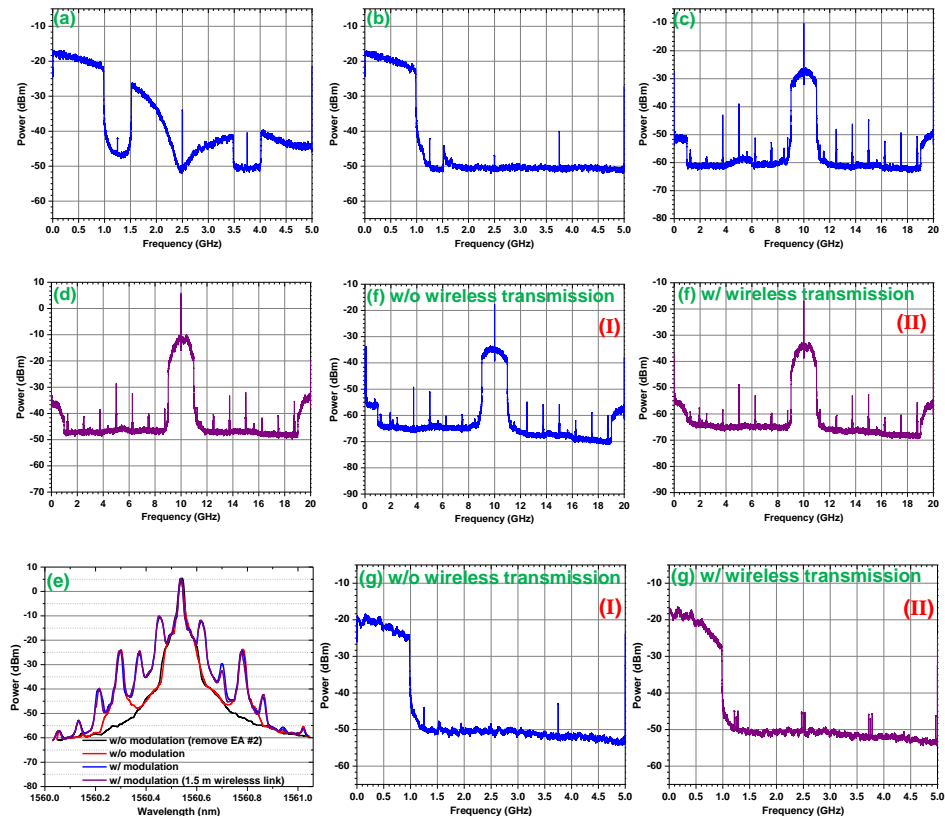 (a)
-10
-20
-30
-40
-50
-60
Power (dBm)
0.0 0.5 1.0 1.5 2.0 2.5 3.0 3.5 4.0 4.5 5.0
Frequency (GHz)
(b)
-10
-20
-30
-40
-50
-60
Power (dBm)
0.0 0.5 1.0 1.5 2.0 2.5 3.0 3.5 4.0 4.5 5.0
Frequency (GHz)
(c)
-10
-20
-30
-40
-50
-60
-70
-80
Power (dBm)
0 2 4 6 8 10 12 14 16 18 20
Frequency (GHz)
(d)
10
0
-10
-20
-30
-40
-50
-60
-70
Power (dBm)
0 2 4 6 8 10 12 14 16 18 20
Frequency (GHz)
(f) w/o wireless transmission
(I)
-10
-20
-30
-40
-50
-60
-70
-80
-90
Power (dBm)
0 2 4 6 8 10 12 14 16 18 20
Frequency (GHz)
(f) w/ wireless transmission
(II)
-10
-20
-30
-40
-50
-60
-70
-80
-90
Power (dBm)
0 2 4 6 8 10 12 14 16 18 20
Frequency (GHz)
(e)
10
0
-10
-20
-30
-40
-50
-60
-70
-80
Power (dBm)
w/o modulation (remove EA #2)
w/o modulation
w/ modulation
w/ modulation (1.5 m wirelesss link)
1560.0 1560.2 1560.4 1560.6 1560.8 1561.0
Wavelength (nm)
(g) w/o wireless transmission
(I)
-10
-20
-30
-40
-50
-60
Power (dBm)
0.0 0.5 1.0 1.5 2.0 2.5 3.0 3.5 4.0 4.5 5.0
Frequency (GHz)
(g) w/ wireless transmission
(II)
-10
-20
-30
-40
-50
-60
Power (dBm)
0.0 0.5 1.0 1.5 2.0 2.5 3.0 3.5 4.0 4.5 5.0
Frequency (GHz)